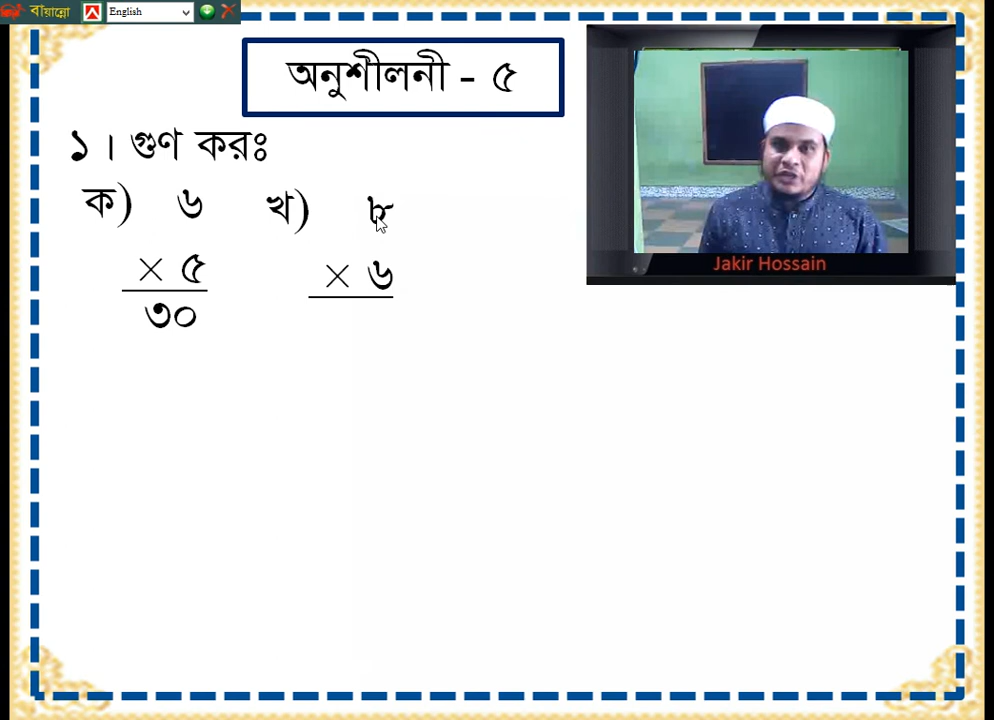 বাঁয়ান্নো English
অনুশীলনী - ৫
১। গুণ করঃ
ক) ৬ খ) ৮
× ৫ × ৬
৩০
Jakir Hossain